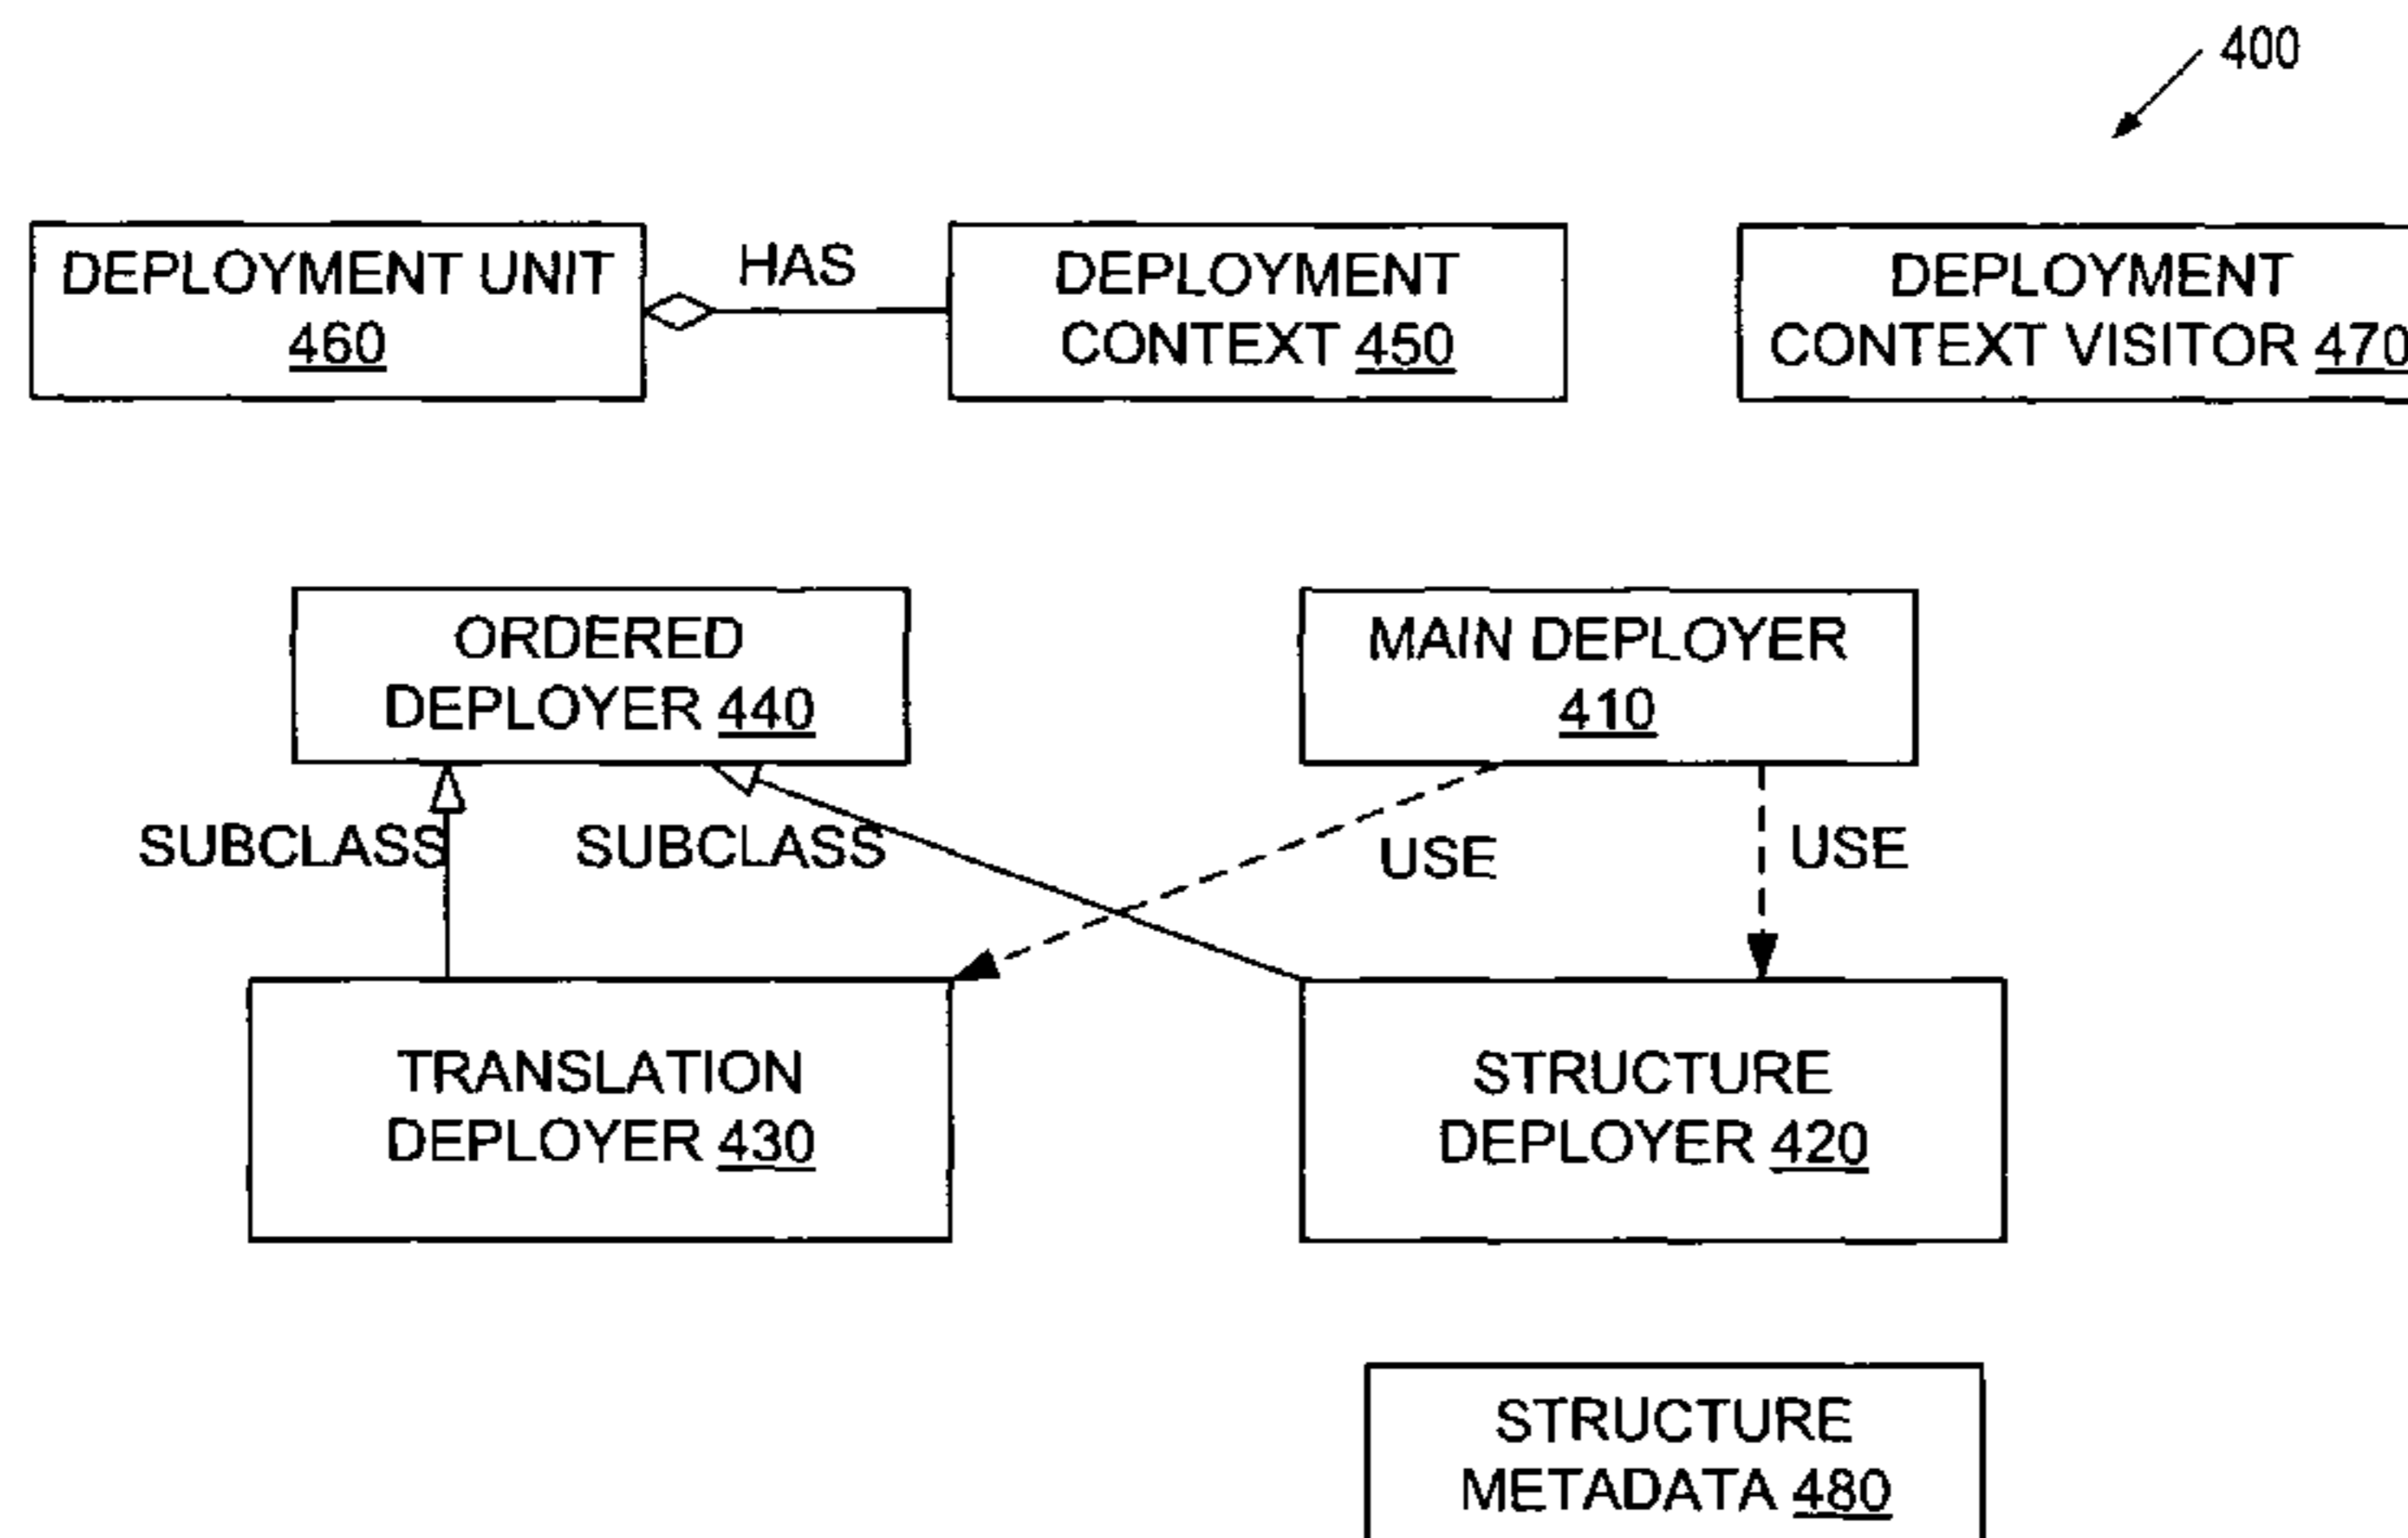 400
DEPLOYMENT UNIT
460
HAS
DEPLOYMENT
CONTEXT 450
DEPLOYMENT
CONTEXT VISITOR 470
ORDERED
DEPLOYER 440
MAIN DEPLOYER
410
SUBCLASS
SUBCLASS
USE
USE
TRANSLATION
DEPLOYER 430
STRUCTURE
DEPLOYER 420
STRUCTURE
METADATA 480